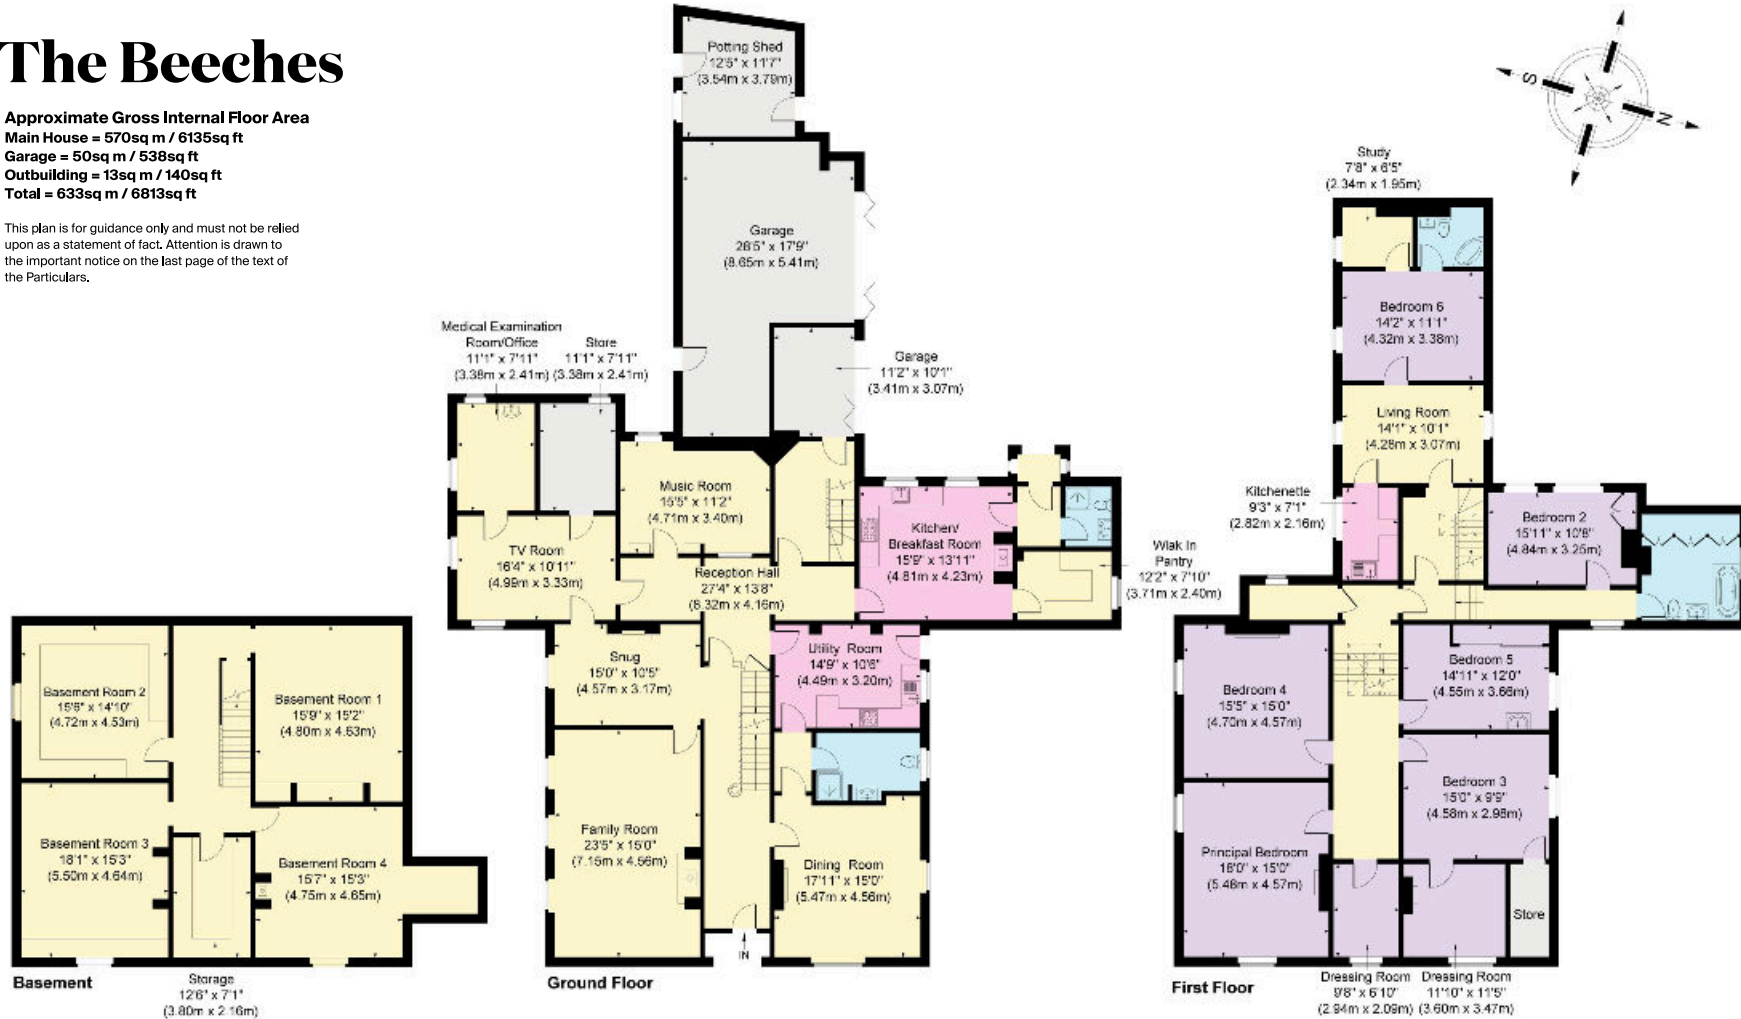 The Beeches
Approximate Gross Internal Floor Area
Main House = 570sq m / 6135sq ft
Garage = 50sq m / 538sq ft
Outbuilding = 13sq m / 140sq ft
Total = 633sq m / 6813sq ft
This plan is for guidance only and must not be relied
upon as a statement of fact. Attention is drawn to
the important notice on the last page of the text of
the Particulars.
Basement Room 2
15'6" x 14'10"
(4.72m x 4.53m)
Basement Room 1
15'9" x 15'2"
(4.80m x 4.63m)
Basement Room 3
18'1" x 15'3"
(5.50m x 4.64m)
Basement Room 4
15'7" x 15'3"
(4.75m x 4.65m)
Storage
12'6" x 7'1"
(3.80m x 2.16m)
Basement
Potting Shed
12'5" x 11'7"
(3.54m x 3.79m)
Garage
28'5" x 17'9"
(8.65m x 5.41m)
Garage
11'2" x 10'1"
(3.41m x 3.07m)
Medical Examination
Room/Office
11'1" x 7'11"
(3.38m x 2.41m)
Store
11'1" x 7'11"
(3.38m x 2.41m)
Music Room
15'5" x 11'2"
(4.71m x 3.40m)
TV Room
16'4" x 10'11"
(4.99m x 3.33m)
Reception Hall
27'4" x 13'8"
(8.32m x 4.16m)
Kitchen/
Breakfast Room
15'9" x 13'11"
(4.81m x 4.23m)
Wlak In
Pantry
12'2" x 7'10"
(3.71m x 2.40m)
Snug
15'0" x 10'5"
(4.57m x 3.17m)
Utility Room
14'9" x 10'6"
(4.49m x 3.20m)
Family Room
23'5" x 15'0"
(7.15m x 4.56m)
Dining Room
17'11" x 15'0"
(5.47m x 4.56m)
IN
Ground Floor
S
N
Study
7'8" x 6'5"
(2.34m x 1.95m)
Bedroom 6
14'2" x 11'1"
(4.32m x 3.38m)
Living Room
14'1" x 10'1"
(4.28m x 3.07m)
Kitchenette
9'3" x 7'1"
(2.82m x 2.16m)
Bedroom 2
15'11" x 10'8"
(4.84m x 3.25m)
Bedroom 4
15'5" x 15'0"
(4.70m x 4.57m)
Bedroom 5
14'11" x 12'0"
(4.55m x 3.66m)
Bedroom 3
15'0" x 9'9"
(4.58m x 2.98m)
Principal Bedroom
18'0" x 15'0"
(5.48m x 4.57m)
Store
Dressing Room
9'8" x 6'10"
(2.94m x 2.09m)
Dressing Room
11'10" x 11'5"
(3.60m x 3.47m)
First Floor